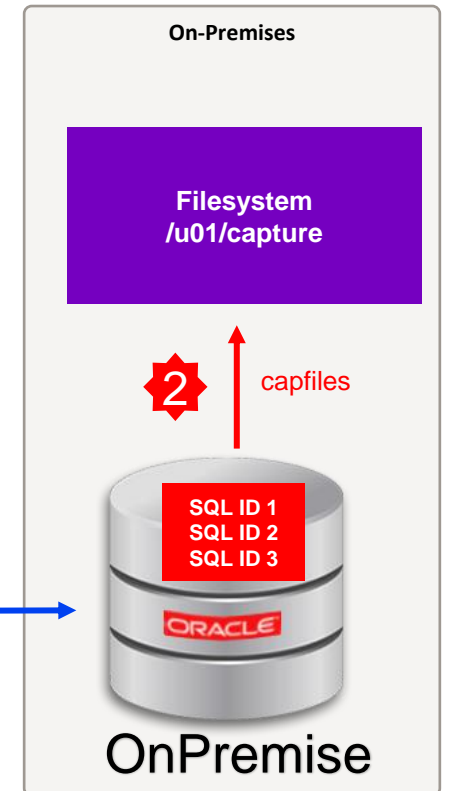 On-Premises
Filesystem
/u01/capture
2
capfiles
SQL ID 1
SQL ID 2
SQL ID 3
ORACLE
OnPremise